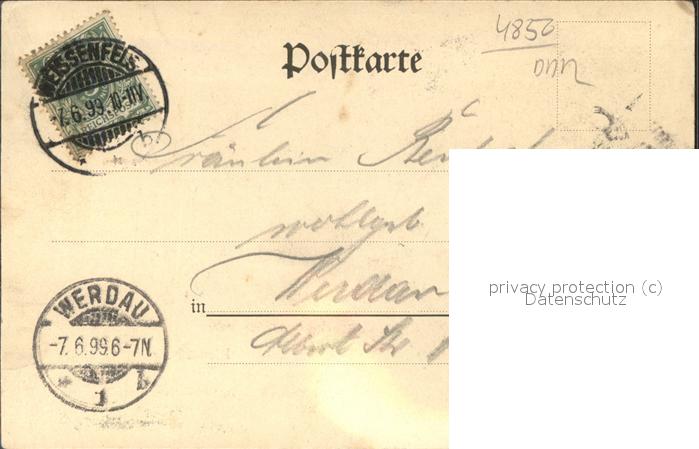 4850
Postkarte
WEISSENFELS
-7.6.99.10-11V.
b
Fräulein
wohlgeb.
in Werdau
Albert Str.
WERDAU
-7.6.99.6-7N.
1 b
privacy protection (c)
Datenschutz